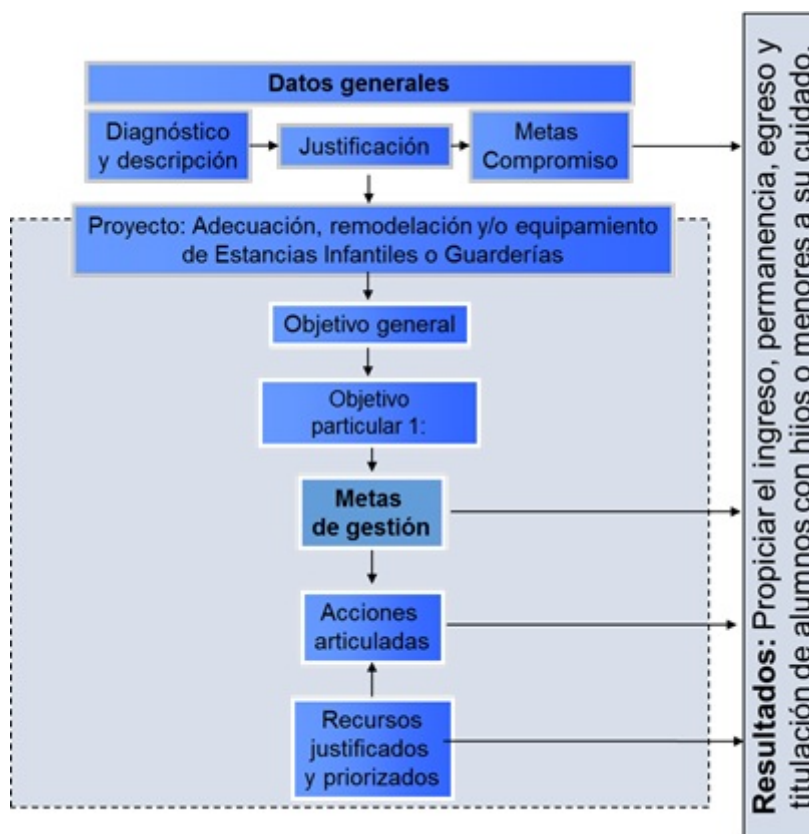 Datos generales
Diagnóstico
y descripción
Justificación
Metas
Compromiso
Proyecto: Adecuación, remodelación y/o equipamiento
de Estancias Infantiles o Guarderías
Objetivo general
Objetivo
particular 1:
Metas
de gestión
Acciones
articuladas
Recursos
justificados
y priorizados
Resultados: Propiciar el ingreso, permanencia, egreso y
titulación de alumnos con hijos o menores a su cuidado.